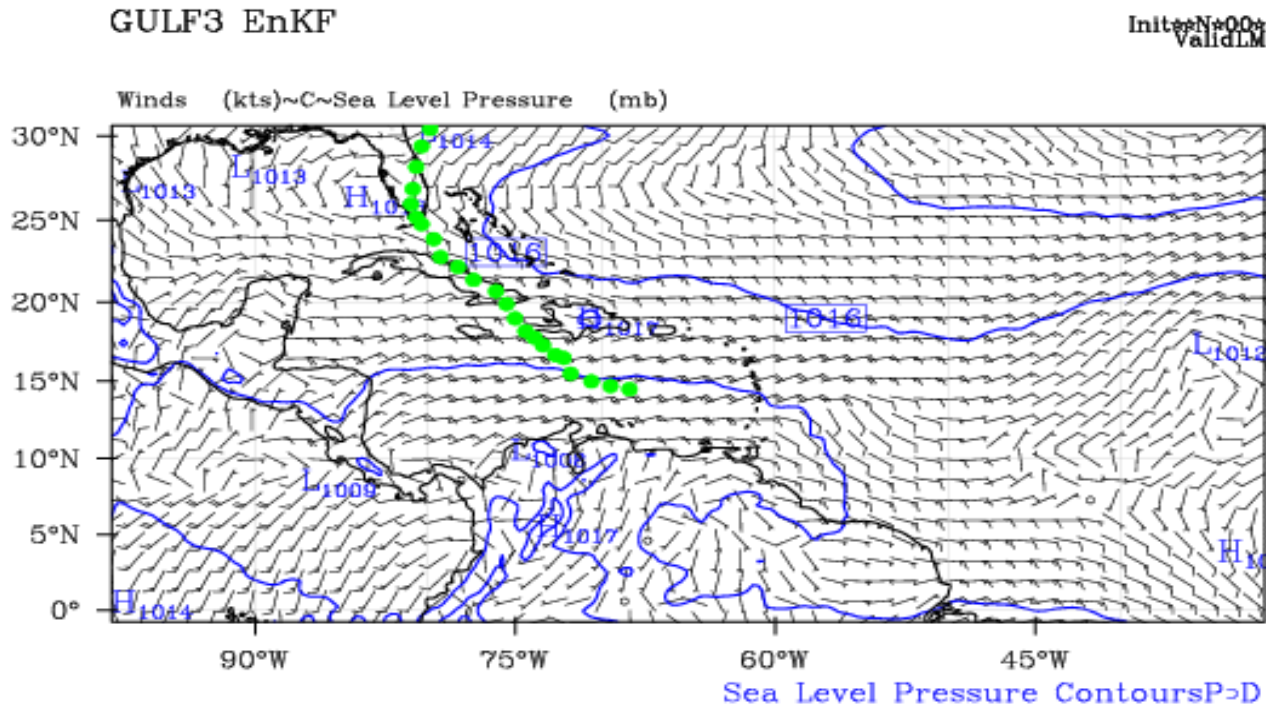 GULF3 EnKF
Winds (kts)~C~Sea Level Pressure (mb)
30°N
25°N
20°N
15°N
10°N
5°N
0°
1014
L1013
1013
H
1016
1016
1017
L1012
L1008
L1009
H1017
H1014
H10
90°W
75°W
60°W
45°W
Sea Level Pressure Contours